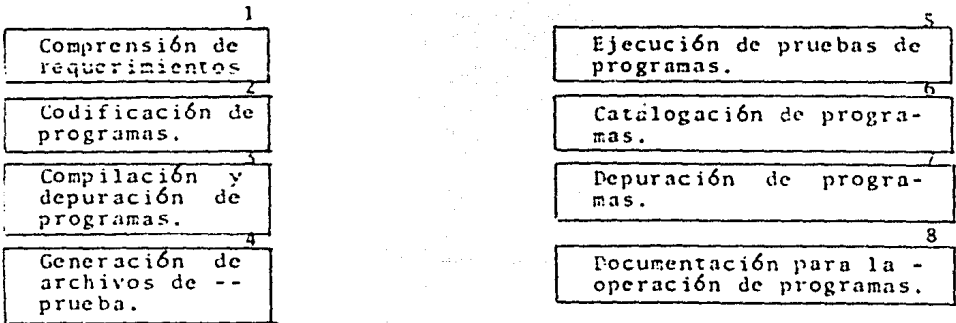 1
Comprensión de
requerimientos
2
Codificación de
programas.
3
Compilación y
depuración de
programas.
4
Generación de
archivos de --
prueba.
5
Ejecución de pruebas de
programas.
6
Catalogación de progra-
mas.
7
Depuración de progra-
mas.
8
Documentación para la -
operación de programas.